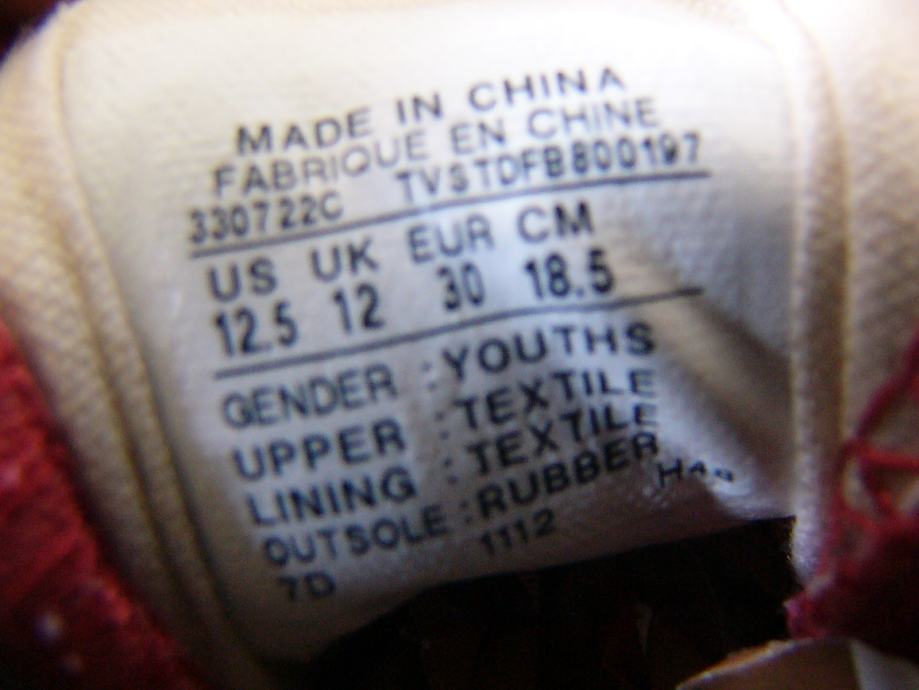 MADE IN CHINA
FABRIQUE EN CHINE
330722C TVSTDFB800197
US UK EUR CM
12.5 12 30 18.5
GENDER :YOUTHS
UPPER :TEXTILE
LINING :TEXTILE
OUTSOLE :RUBBER
7D 1112